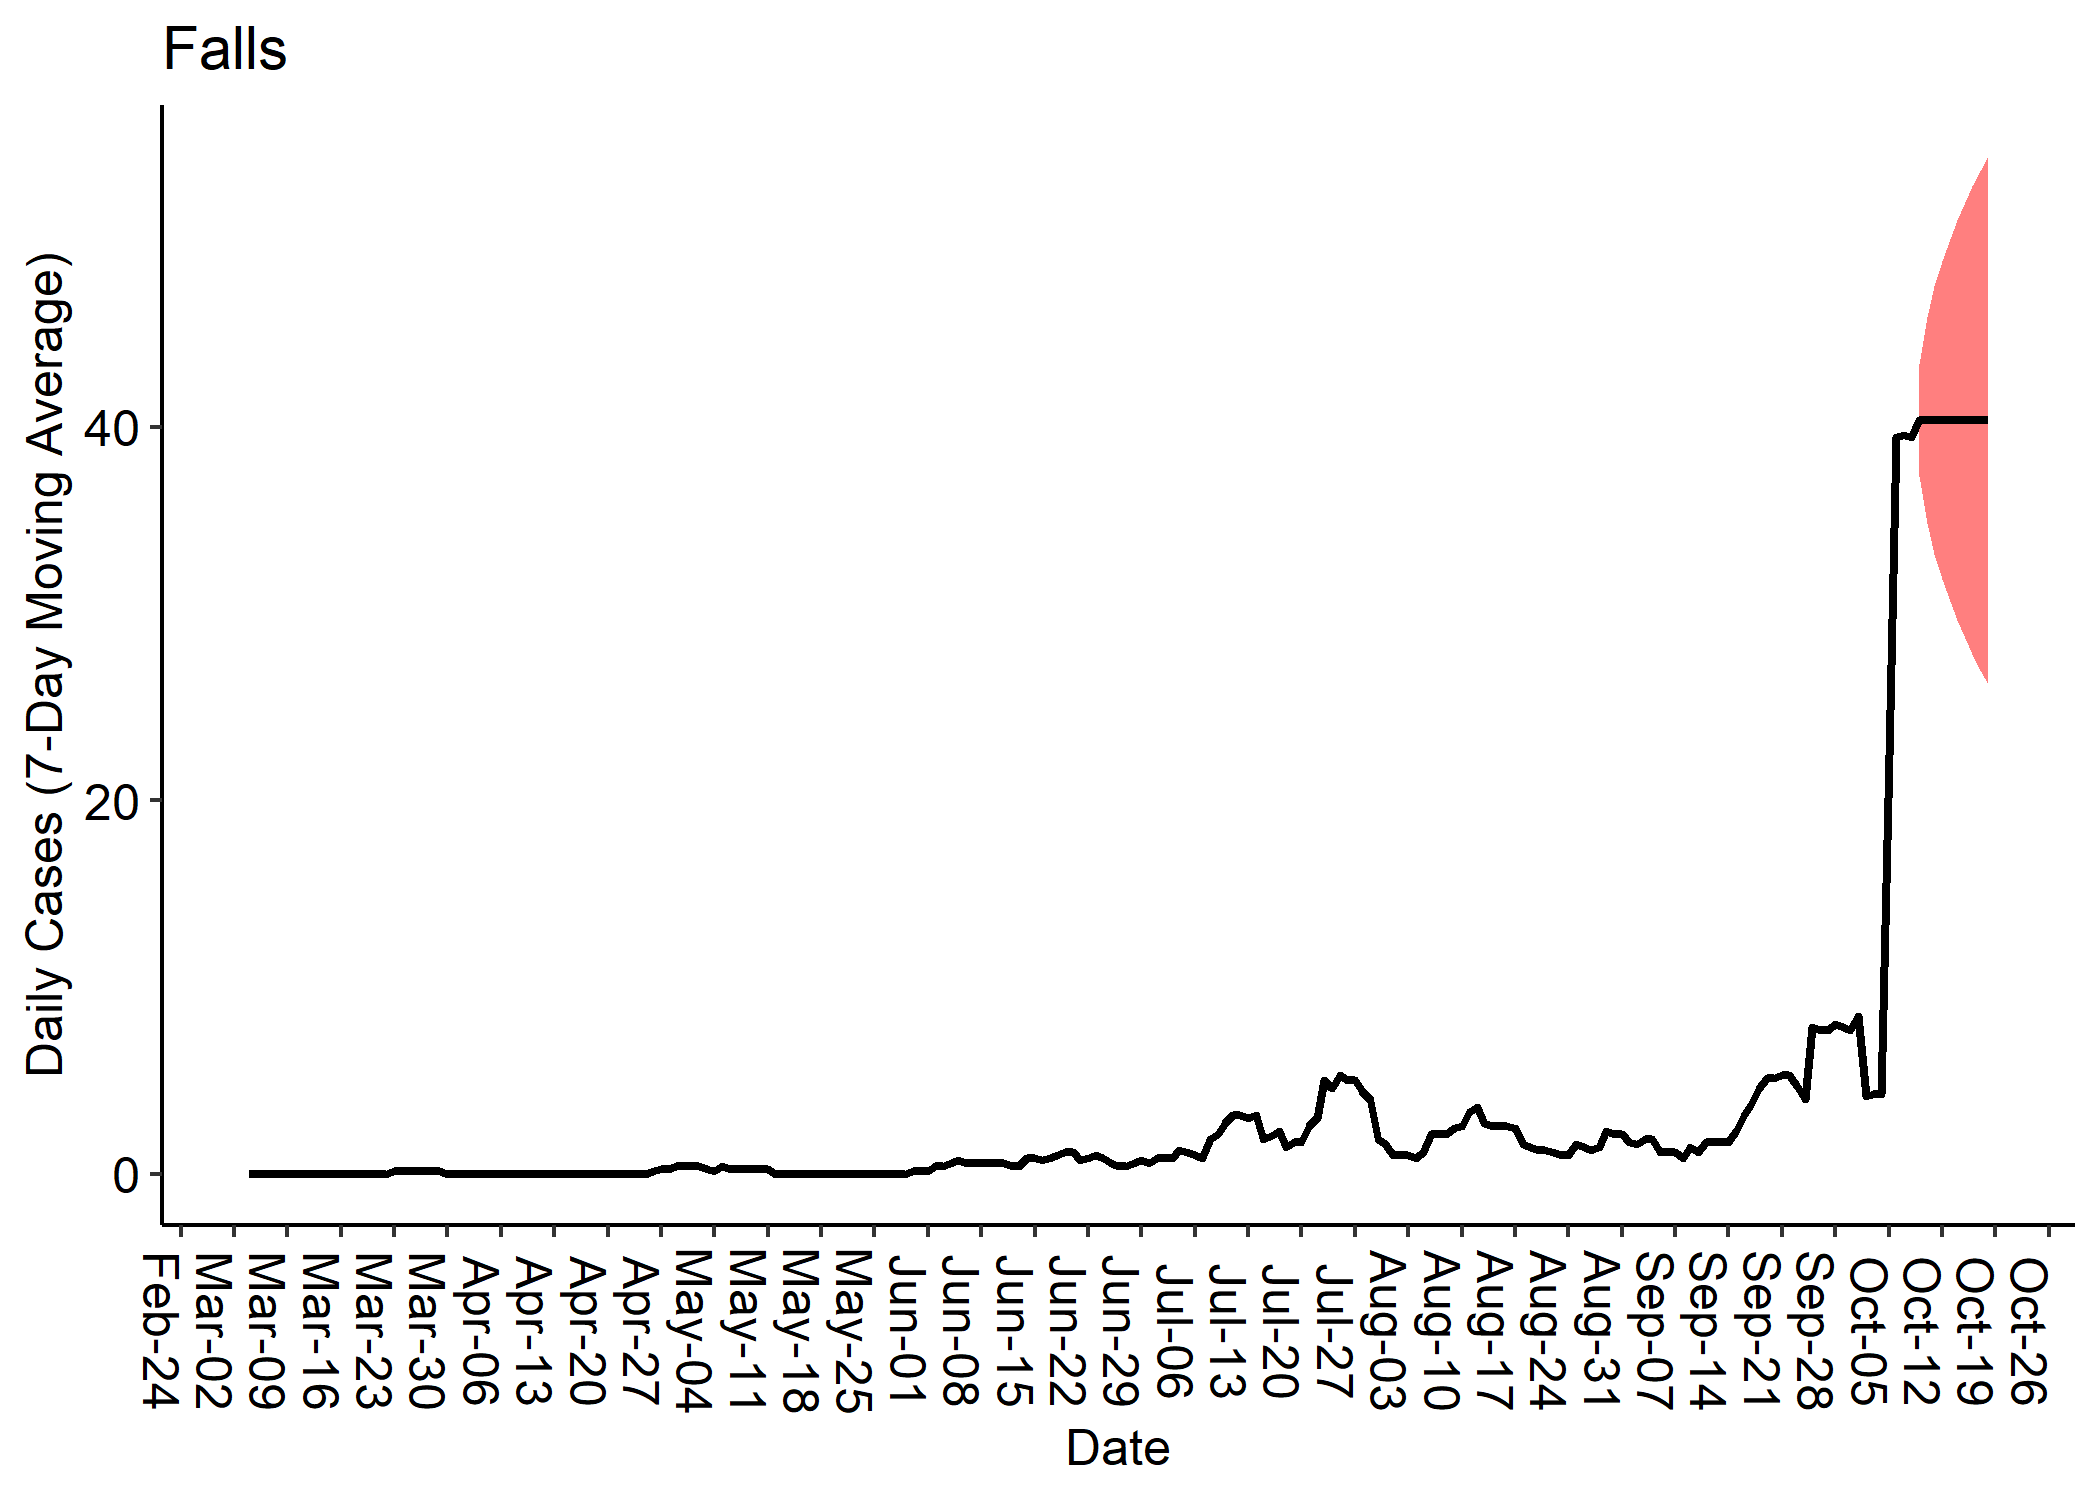 Falls
Daily Cases (7-Day Moving Average)
40
20
0
Feb-24
Mar-02
Mar-09
Mar-16
Mar-23
Mar-30
Apr-06
Apr-13
Apr-20
Apr-27
May-04
May-11
May-18
May-25
Jun-01
Jun-08
Jun-15
Jun-22
Jun-29
Jul-06
Jul-13
Jul-20
Jul-27
Aug-03
Aug-10
Aug-17
Aug-24
Aug-31
Sep-07
Sep-14
Sep-21
Sep-28
Oct-05
Oct-12
Oct-19
Oct-26
Date